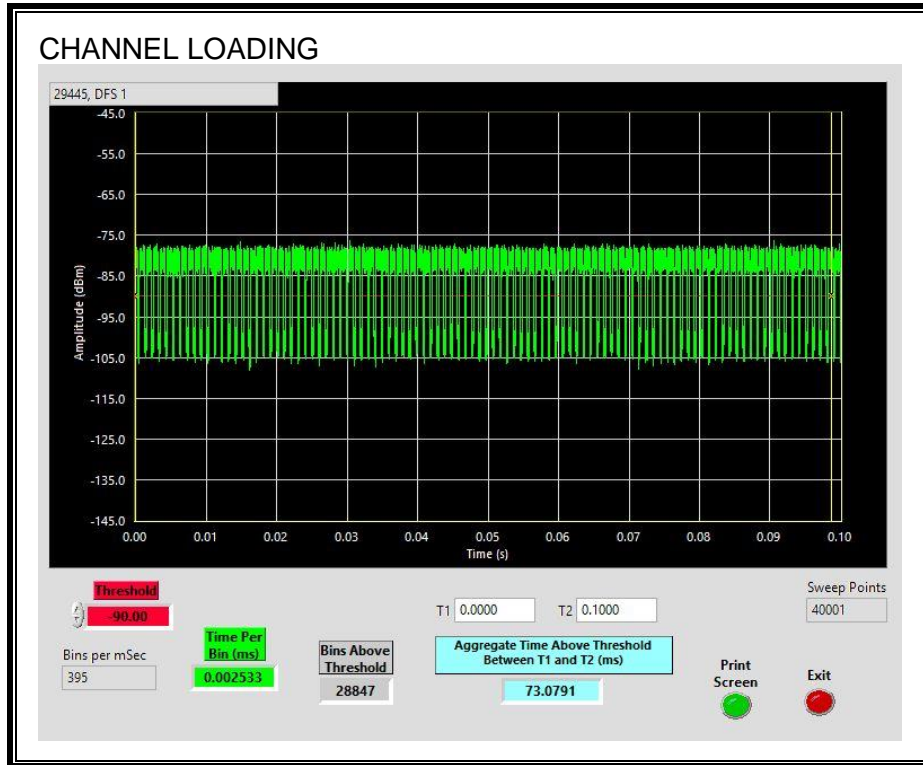 CHANNEL LOADING
29445, DFS 1
-45.0
-55.0
-65.0
-75.0
-85.0
-95.0
-105.0
-115.0
-125.0
-135.0
-145.0
Amplitude (dBm)
0.00 0.01 0.02 0.03 0.04 0.05 0.06 0.07 0.08 0.09 0.10
Time (s)
Threshold
-90.00
Bins per mSec
395
Time Per
Bin (ms)
0.002533
Bins Above
Threshold
28847
T1 0.0000 T2 0.1000
Aggregate Time Above Threshold
Between T1 and T2 (ms)
73.0791
Sweep Points
40001
Print
Screen
Exit